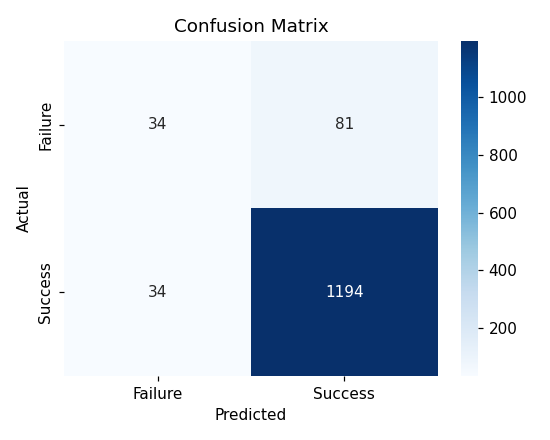 Confusion Matrix
Actual
Failure
34
81
Success
34
1194
Failure
Success
Predicted
1000
800
600
400
200